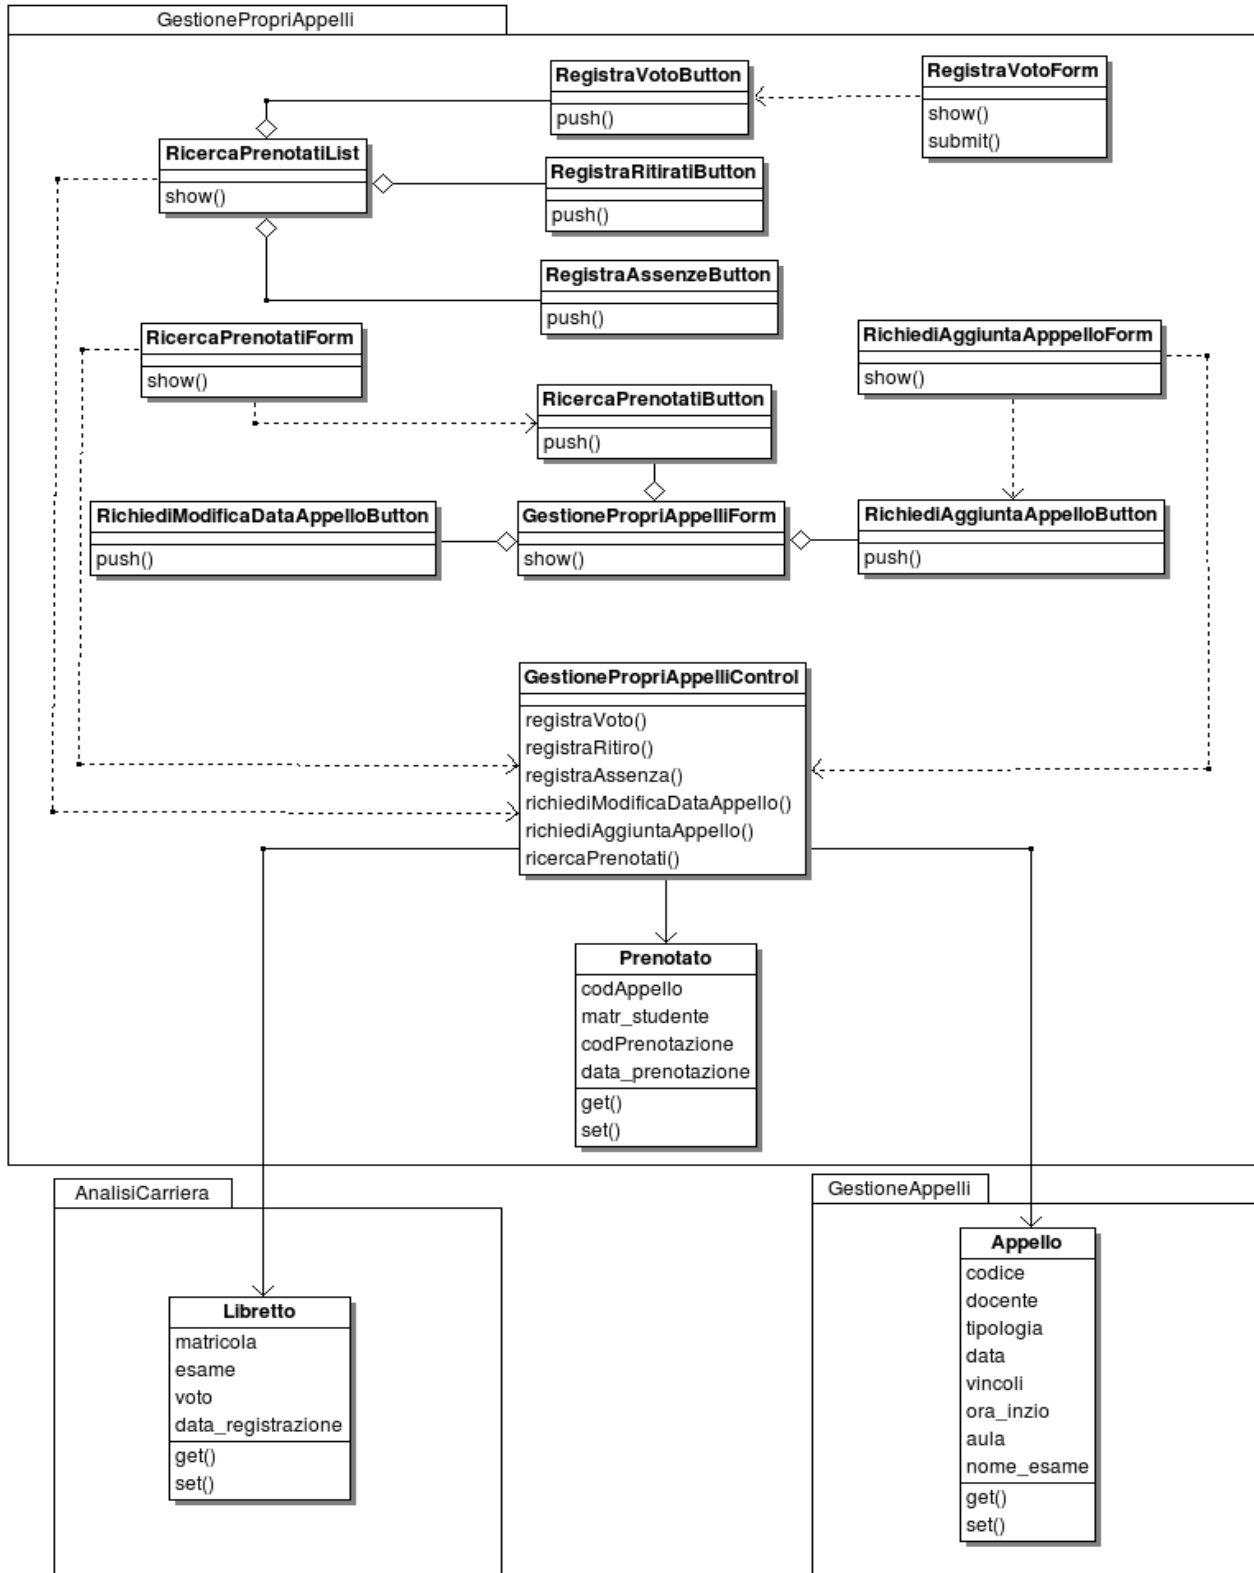 GestionePropriAppelli
RegistraVotoButton
push()
RegistraVotoForm
show()
submit()
RicercaPrenotatiList
show()
RegistraRitiratiButton
push()
RegistraAssenzeButton
push()
RicercaPrenotatiForm
show()
RichiediAggiuntaApppelloForm
show()
RicercaPrenotatiButton
push()
RichiediModificaDataAppelloButton
push()
GestionePropriAppelliForm
show()
RichiediAggiuntaAppelloButton
push()
GestionePropriAppelliControl
registraVoto()
registraRitiro()
registraAssenza()
richiediModificaDataAppello()
richiediAggiuntaAppello()
ricercaPrenotati()
Prenotato
codAppello
matr_studente
codPrenotazione
data_prenotazione
get()
set()
AnalisiCarriera
Libretto
matricola
esame
voto
data_registrazione
get()
set()
GestioneAppelli
Appello
codice
docente
tipologia
data
vincoli
ora_inzio
aula
nome_esame
get()
set()